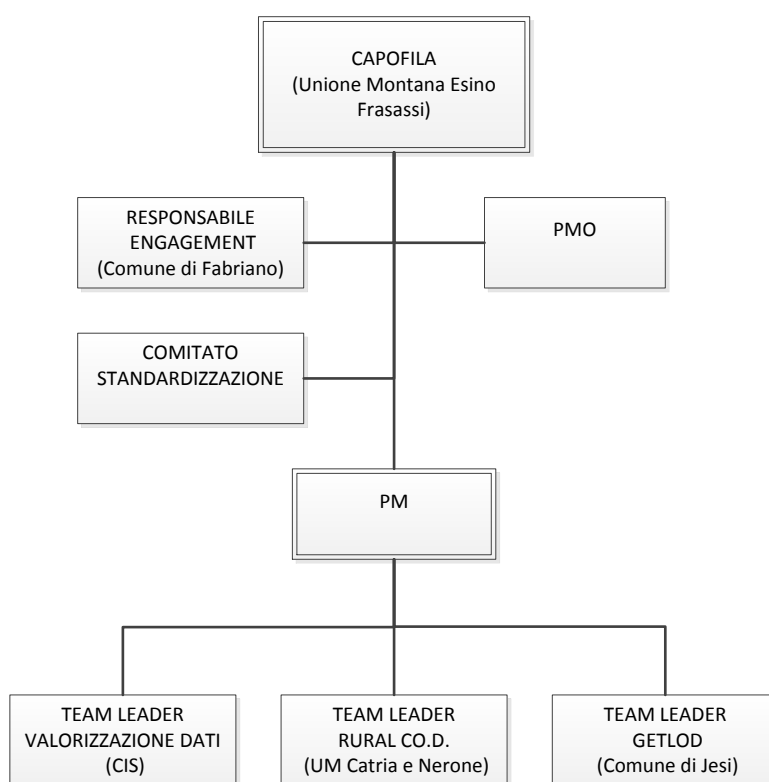 CAPOFILA
(Unione Montana Esino
Frasassi)
RESPONSABILE
ENGAGEMENT
(Comune di Fabriano)
PMO
COMITATO
STANDARDIZZAZIONE
PM
TEAM LEADER
VALORIZZAZIONE DATI
(CIS)
TEAM LEADER
RURAL CO.D.
(UM Catria e Nerone)
TEAM LEADER
GETLOD
(Comune di Jesi)